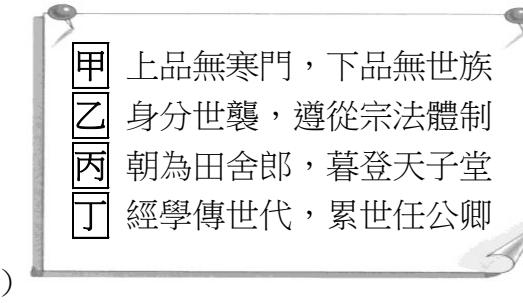 甲 上品無寒門，下品無世族
乙 身分世襲，遵從宗法體制
丙 朝為田舍郎，暮登天子堂
丁 經學傳世代，累世任公卿
）